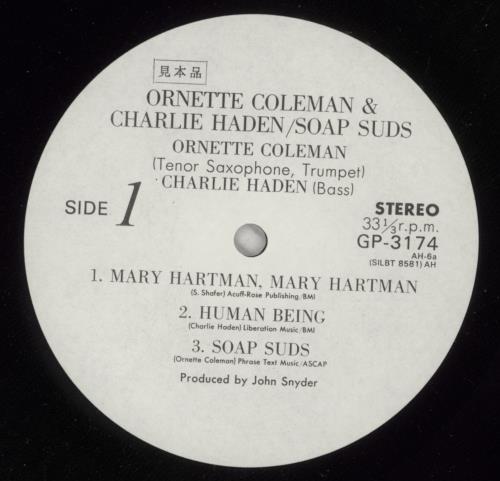 見本品
ORNETTE COLEMAN &
CHARLIE HADEN/SOAP SUDS
ORNETTE COLEMAN
(Tenor Saxophone, Trumpet)
CHARLIE HADEN (Bass)
SIDE 1
STEREO
33⅓r.p.m.
GP-3174
AH-6a
(SILBT 8581) AH
1. MARY HARTMAN, MARY HARTMAN
(S. Shafer) Acuff-Rose Publishing/BMI
2. HUMAN BEING
(Charlie Haden) Liberation Music/BMI
3. SOAP SUDS
(Ornette Coleman) Phrase Text Music/ASCAP
Produced by John Snyder